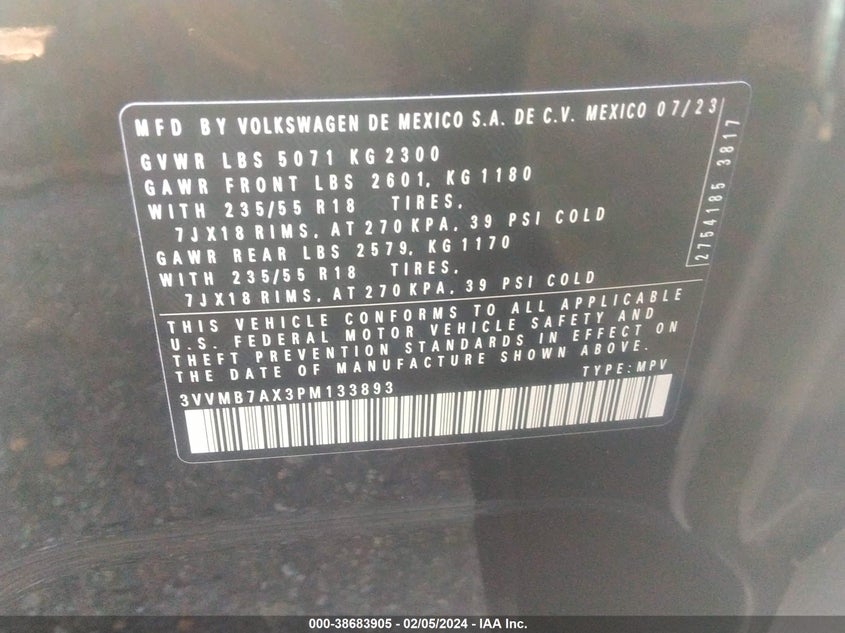 MFD BY VOLKSWAGEN DE MEXICO S.A. DE C.V. MEXICO 07/23
GVWR LBS 5071 KG 2300
GAWR FRONT LBS 2601, KG 1180
WITH 235/55 R18 TIRES,
7JX18 RIMS, AT 270 KPA, 39 PSI COLD
GAWR REAR LBS 2579, KG 1170
WITH 235/55 R18 TIRES,
7JX18 RIMS, AT 270 KPA, 39 PSI COLD
2754185 3817
THIS VEHICLE CONFORMS TO ALL APPLICABLE
U.S. FEDERAL MOTOR VEHICLE SAFETY AND
THEFT PREVENTION STANDARDS IN EFFECT ON
THE DATE OF MANUFACTURE SHOWN ABOVE.
TYPE: MPV
3VVMB7AX3PM133893
000-38683905 - 02/05/2024 - IAA Inc.